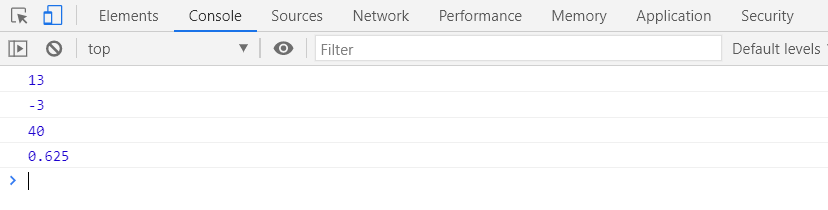 Elements Console Sources Network Performance Memory Application Security
top Filter Default levels
13
-3
40
0.625